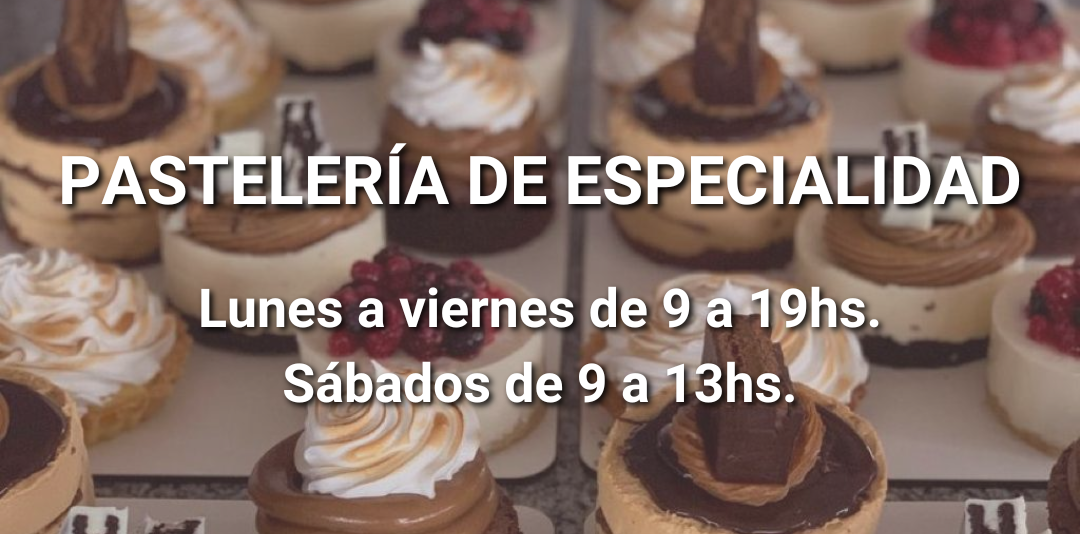 PASTELERÍA DE ESPECIALIDAD
Lunes a viernes de 9 a 19hs.
Sábados de 9 a 13hs.